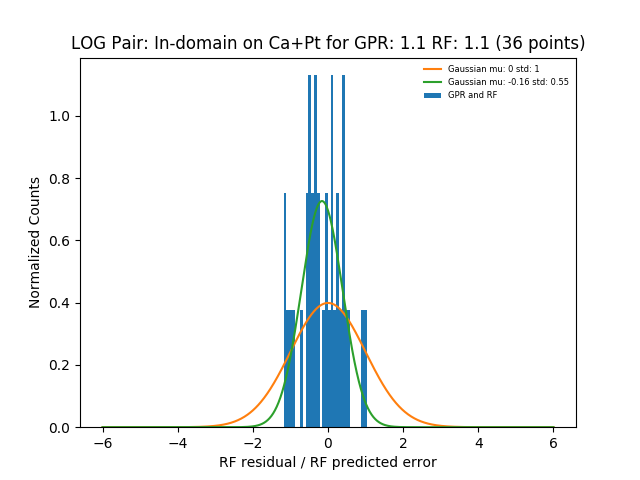 LOG Pair: In-domain on Ca+Pt for GPR: 1.1 RF: 1.1 (36 points)
Gaussian mu: 0 std: 1
Gaussian mu: -0.16 std: 0.55
GPR and RF
Normalized Counts
1.0
0.8
0.6
0.4
0.2
0.0
−6 −4 −2 0 2 4 6
RF residual / RF predicted error